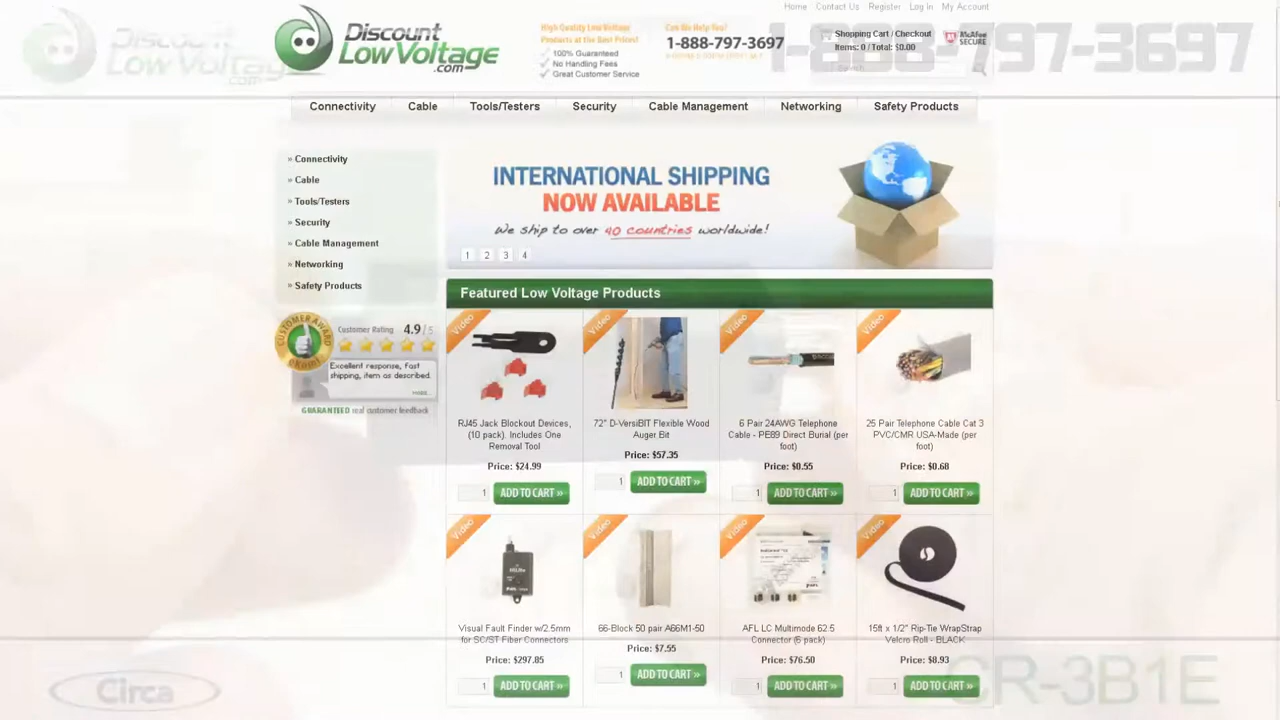 Home Contact Us Register Log In My Account
Discount
LowVoltage
.com
Discount
LowVoltage
.com
High Quality Low Voltage
Products at the Best Prices!
100% Guaranteed
No Handling Fees
Great Customer Service
Can We Help You?
1-888-797-3697
1-888-797-3697
Shopping Cart / Checkout
Items: 0 / Total: $0.00
McAfee
SECURE
Search
Connectivity Cable Tools/Testers Security Cable Management Networking Safety Products
» Connectivity
» Cable
» Tools/Testers
» Security
» Cable Management
» Networking
» Safety Products
INTERNATIONAL SHIPPING
NOW AVAILABLE
We ship to over 40 countries worldwide!
1 2 3 4
CUSTOMER AWARD
Customer Rating 4.9 / 5
Excellent response, fast
shipping, item as described.
MORE...
GUARANTEED real customer feedback
Featured Low Voltage Products
Video Video Video Video
RJ45 Jack Blockout Devices,
(10 pack). Includes One
Removal Tool
Price: $24.99
1 ADD TO CART »
72" D-VersiBIT Flexible Wood
Auger Bit
Price: $57.35
1 ADD TO CART »
6 Pair 24AWG Telephone
Cable - PE89 Direct Burial (per
foot)
Price: $0.55
1 ADD TO CART »
25 Pair Telephone Cable Cat 3
PVC/CMR USA-Made (per
foot)
Price: $0.68
1 ADD TO CART »
Video Video Video Video
Visual Fault Finder w/2.5mm
for SC/ST Fiber Connectors
Price: $297.85
1 ADD TO CART »
66-Block 50 pair A66M1-50
Price: $7.55
1 ADD TO CART »
AFL LC Multimode 62.5
Connector (6 pack)
Price: $76.50
1 ADD TO CART »
15ft x 1/2" Rip-Tie WrapStrap
Velcro Roll - BLACK
Price: $8.93
1 ADD TO CART »
Circa
CR-3B1E